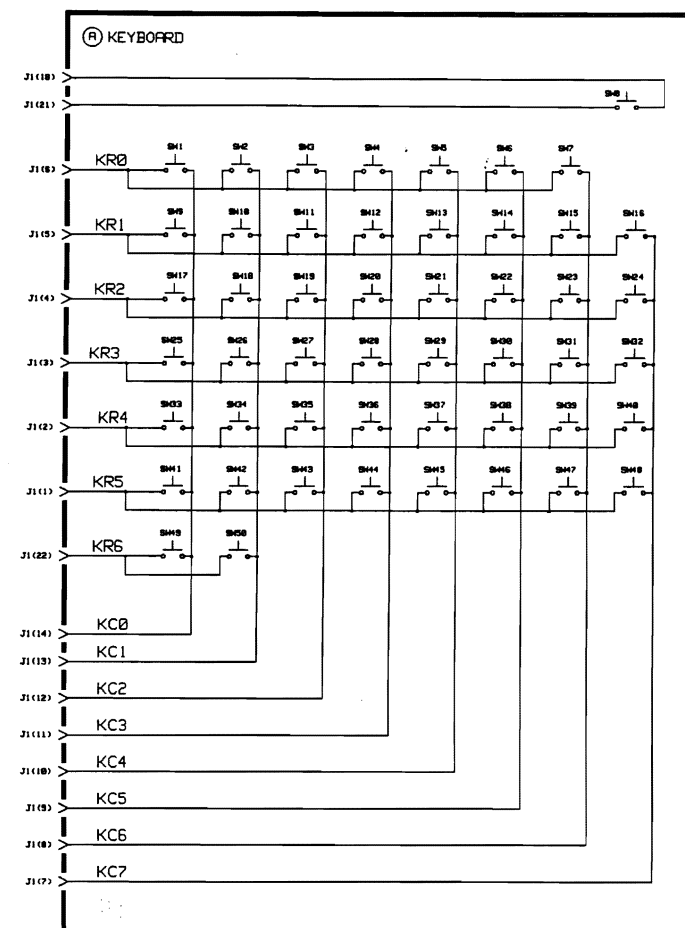 A KEYBOARD
J1(18)
SW8
J1(21)
SW1 SW2 SW3 SW4 SW5 SW6 SW7
J1(6) KR0
SW9 SW10 SW11 SW12 SW13 SW14 SW15 SW16
J1(5) KR1
SW17 SW18 SW19 SW20 SW21 SW22 SW23 SW24
J1(4) KR2
SW25 SW26 SW27 SW28 SW29 SW30 SW31 SW32
J1(3) KR3
SW33 SW34 SW35 SW36 SW37 SW38 SW39 SW40
J1(2) KR4
SW41 SW42 SW43 SW44 SW45 SW46 SW47 SW48
J1(1) KR5
SW49 SW50
J1(22) KR6
J1(14) KC0
J1(13) KC1
J1(12) KC2
J1(11) KC3
J1(10) KC4
J1(9) KC5
J1(8) KC6
J1(7) KC7